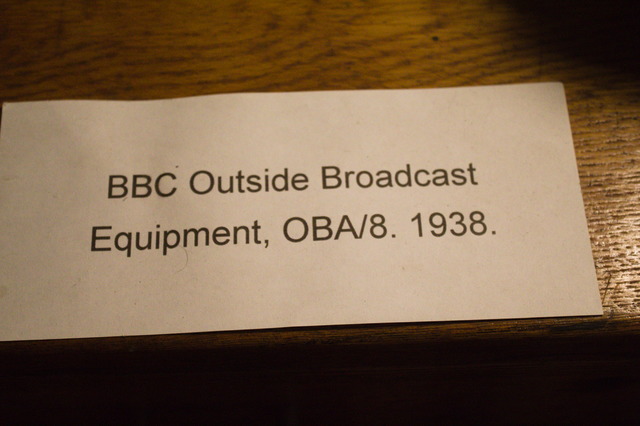 BBC Outside Broadcast
Equipment, OBA/8. 1938.